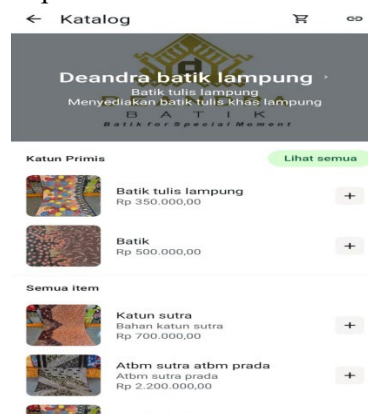 Katalog
Deandra batik lampung
Batik tulis lampung
Menyediakan batik tulis khas lampung
B A T I K
Batik for Special Moment
Katun Primis
Lihat semua
Batik tulis lampung
Rp 350.000,00
Batik
Rp 500.000,00
Semua item
Katun sutra
Bahan katun sutra
Rp 700.000,00
Atbm sutra atbm prada
Atbm sutra prada
Rp 2.200.000,00